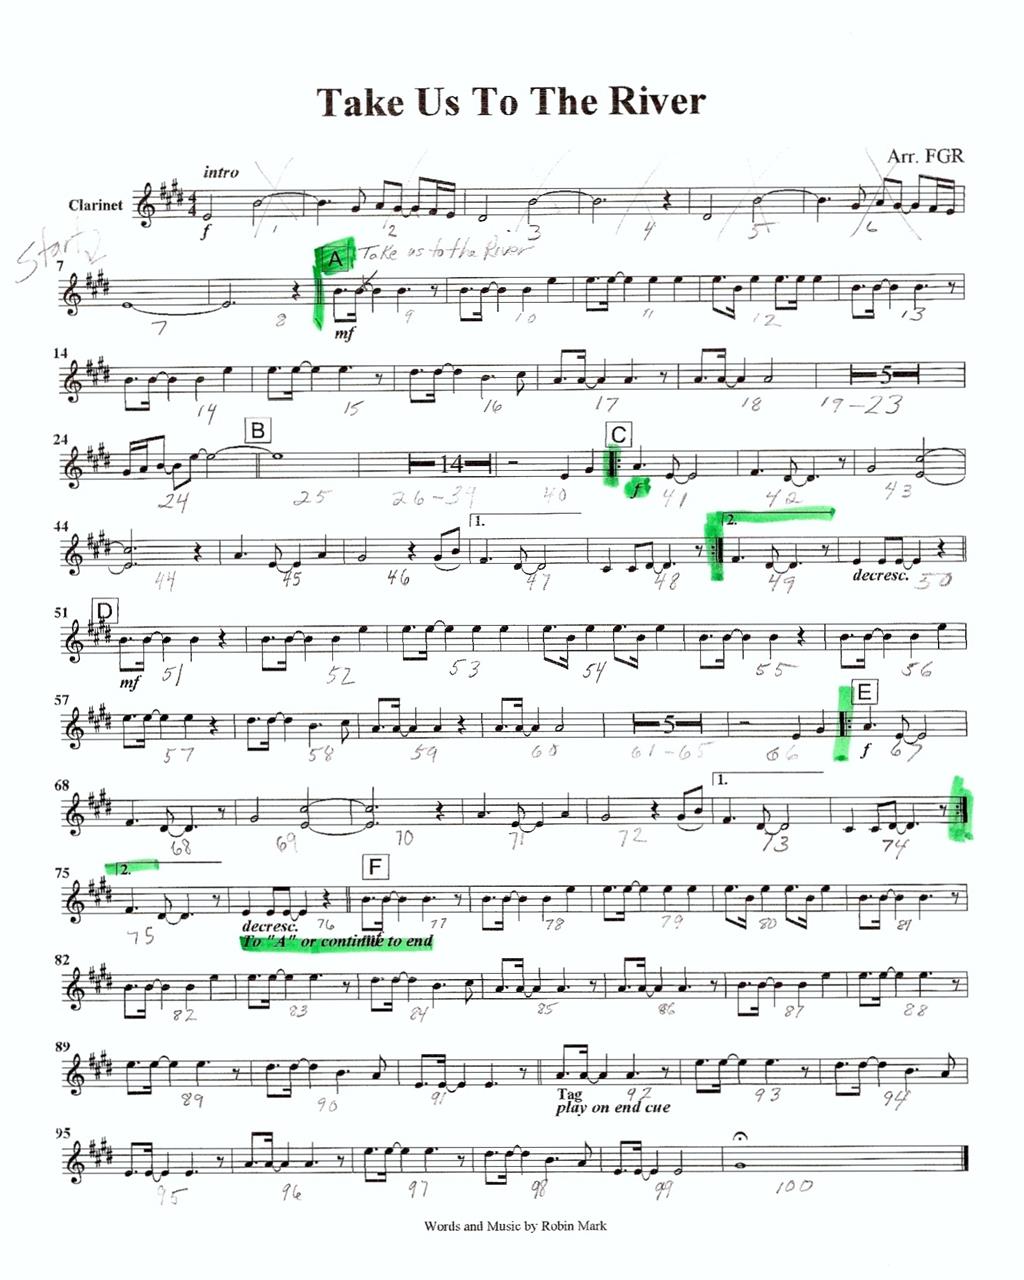 Take Us To The River
Arr. FGR
intro
Clarinet
4
4
f
1 2 3 4 5 6
Start
7
A Take us to the River
7 8 9 10 11 12 13
mf
14
5
14 15 16 17 18 19-23
24
B
C
14
f
24 25 26-39 40 41 42 43
44
1.
2.
44 45 46 47 48 49 50
decresc.
51
D
mf
51 52 53 54 55 56
57
E
5
f
57 58 59 60 61-65 66 67
68
1.
68 69 70 71 72 73 74
75
2.
F
75 76 77 78 79 80 81
decresc.
mf
To "A" or continue to end
82
82 83 84 85 86 87 88
89
89 90 91 92 93 94
Tag
play on end cue
95
95 96 97 98 99 100
Words and Music by Robin Mark